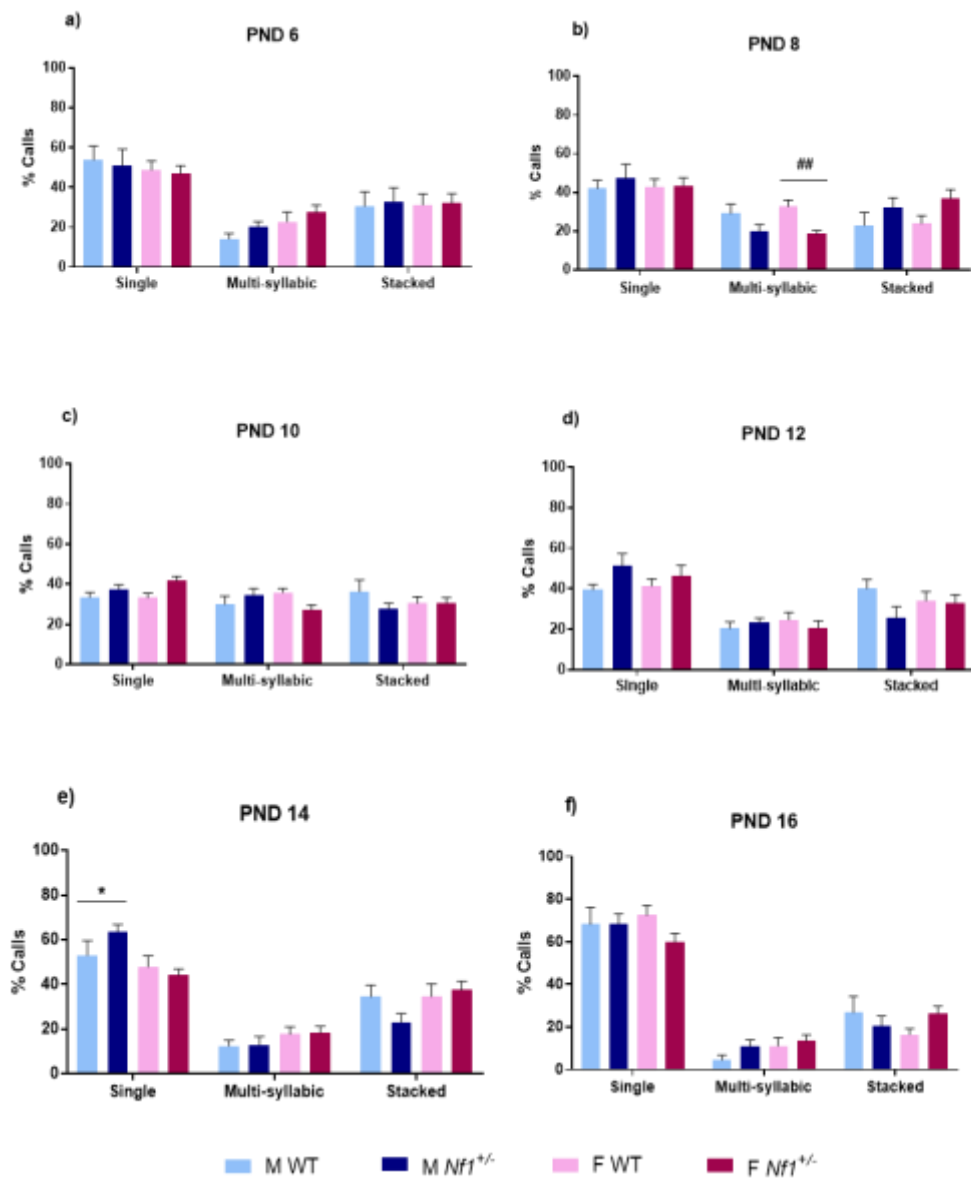 a)
PND 6
100
80
60
40
20
0
% Calls
Single Multi-syllabic Stacked
b)
PND 8
100
80
60
40
20
0
% Calls
##
Single Multi-syllabic Stacked
c)
PND 10
100
80
60
40
20
0
% Calls
Single Multi-syllabic Stacked
d)
PND 12
100
80
60
40
20
0
% Calls
Single Multi-syllabic Stacked
e)
PND 14
100
80
60
40
20
0
% Calls
*
Single Multi-syllabic Stacked
f)
PND 16
100
80
60
40
20
0
% Calls
Single Multi-syllabic Stacked
M WT M Nf1+/- F WT F Nf1+/-